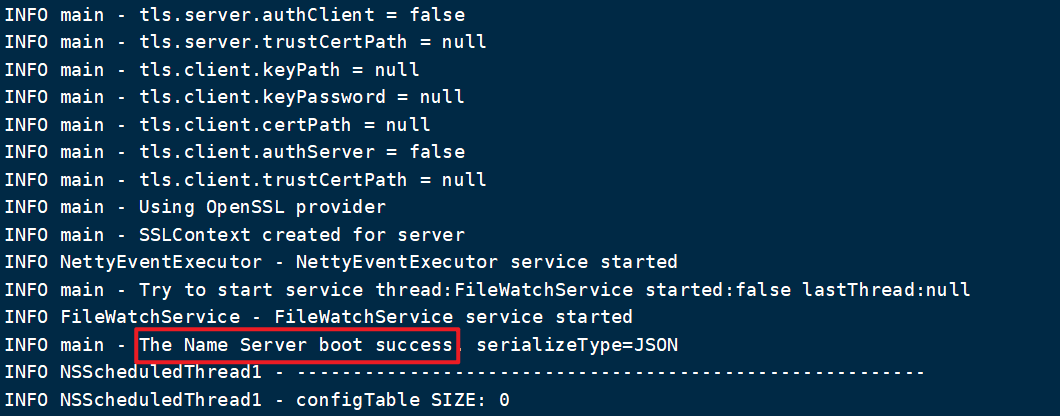 INFO main - tls.server.authClient = false
INFO main - tls.server.trustCertPath = null
INFO main - tls.client.keyPath = null
INFO main - tls.client.keyPassword = null
INFO main - tls.client.certPath = null
INFO main - tls.client.authServer = false
INFO main - tls.client.trustCertPath = null
INFO main - Using OpenSSL provider
INFO main - SSLContext created for server
INFO NettyEventExecutor - NettyEventExecutor service started
INFO main - Try to start service thread:FileWatchService started:false lastThread:null
INFO FileWatchService - FileWatchService service started
INFO main - The Name Server boot success. serializeType=JSON
INFO NSScheduledThread1 - --------------------------------------------------------
INFO NSScheduledThread1 - configTable SIZE: 0